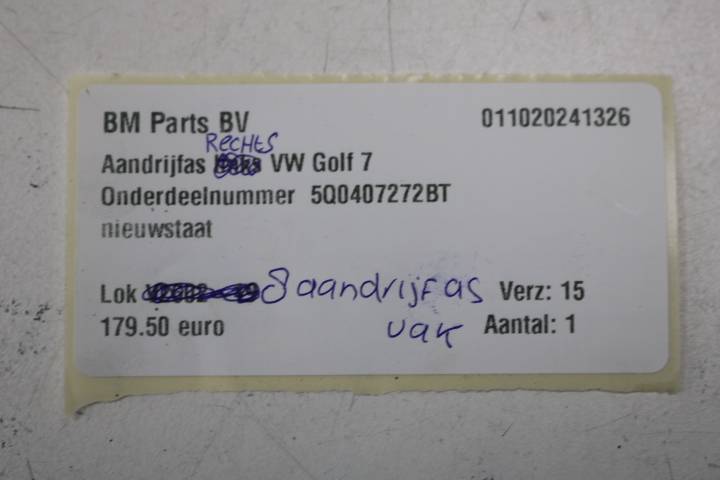 BM Parts BV 011020241326
RECHTS
Aandrijfas VW Golf 7
Onderdeelnummer 5Q0407272BT
nieuwstaat
Lok 8 aandrijfas Verz: 15
179.50 euro vak Aantal: 1